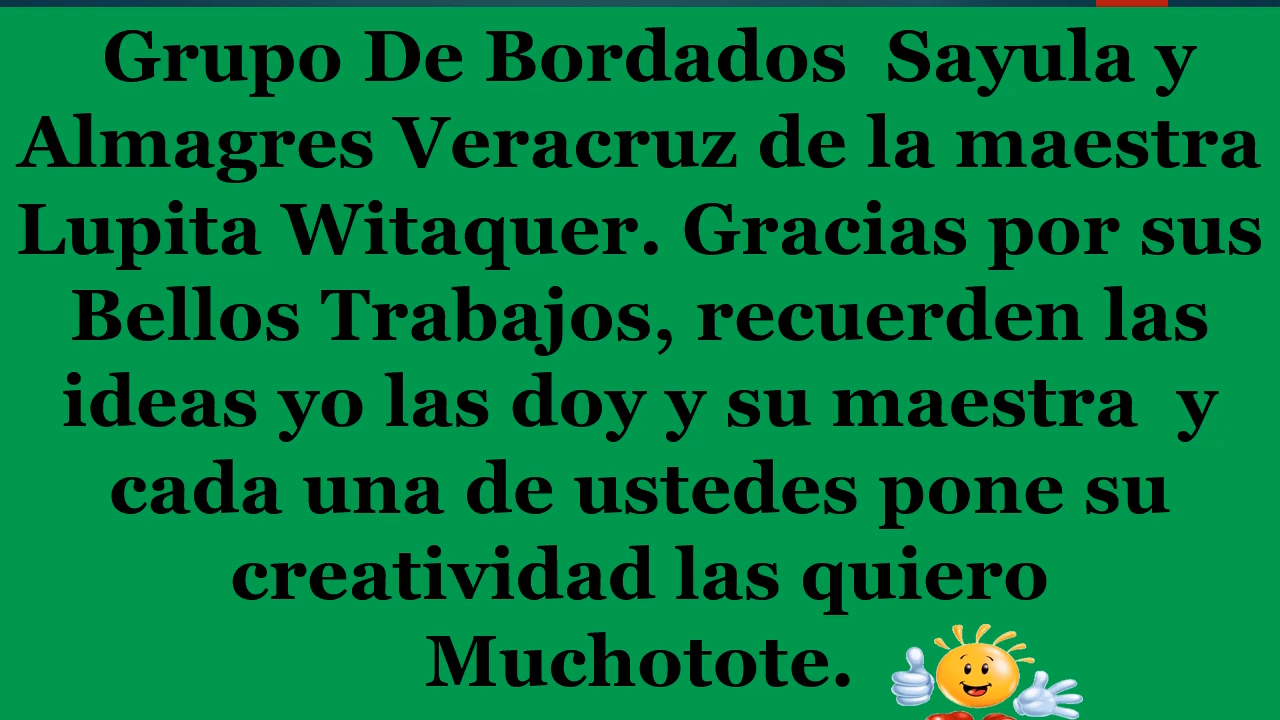 Grupo De Bordados Sayula y
Almagres Veracruz de la maestra
Lupita Witaquer. Gracias por sus
Bellos Trabajos, recuerden las
ideas yo las doy y su maestra y
cada una de ustedes pone su
creatividad las quiero
Muchotote.